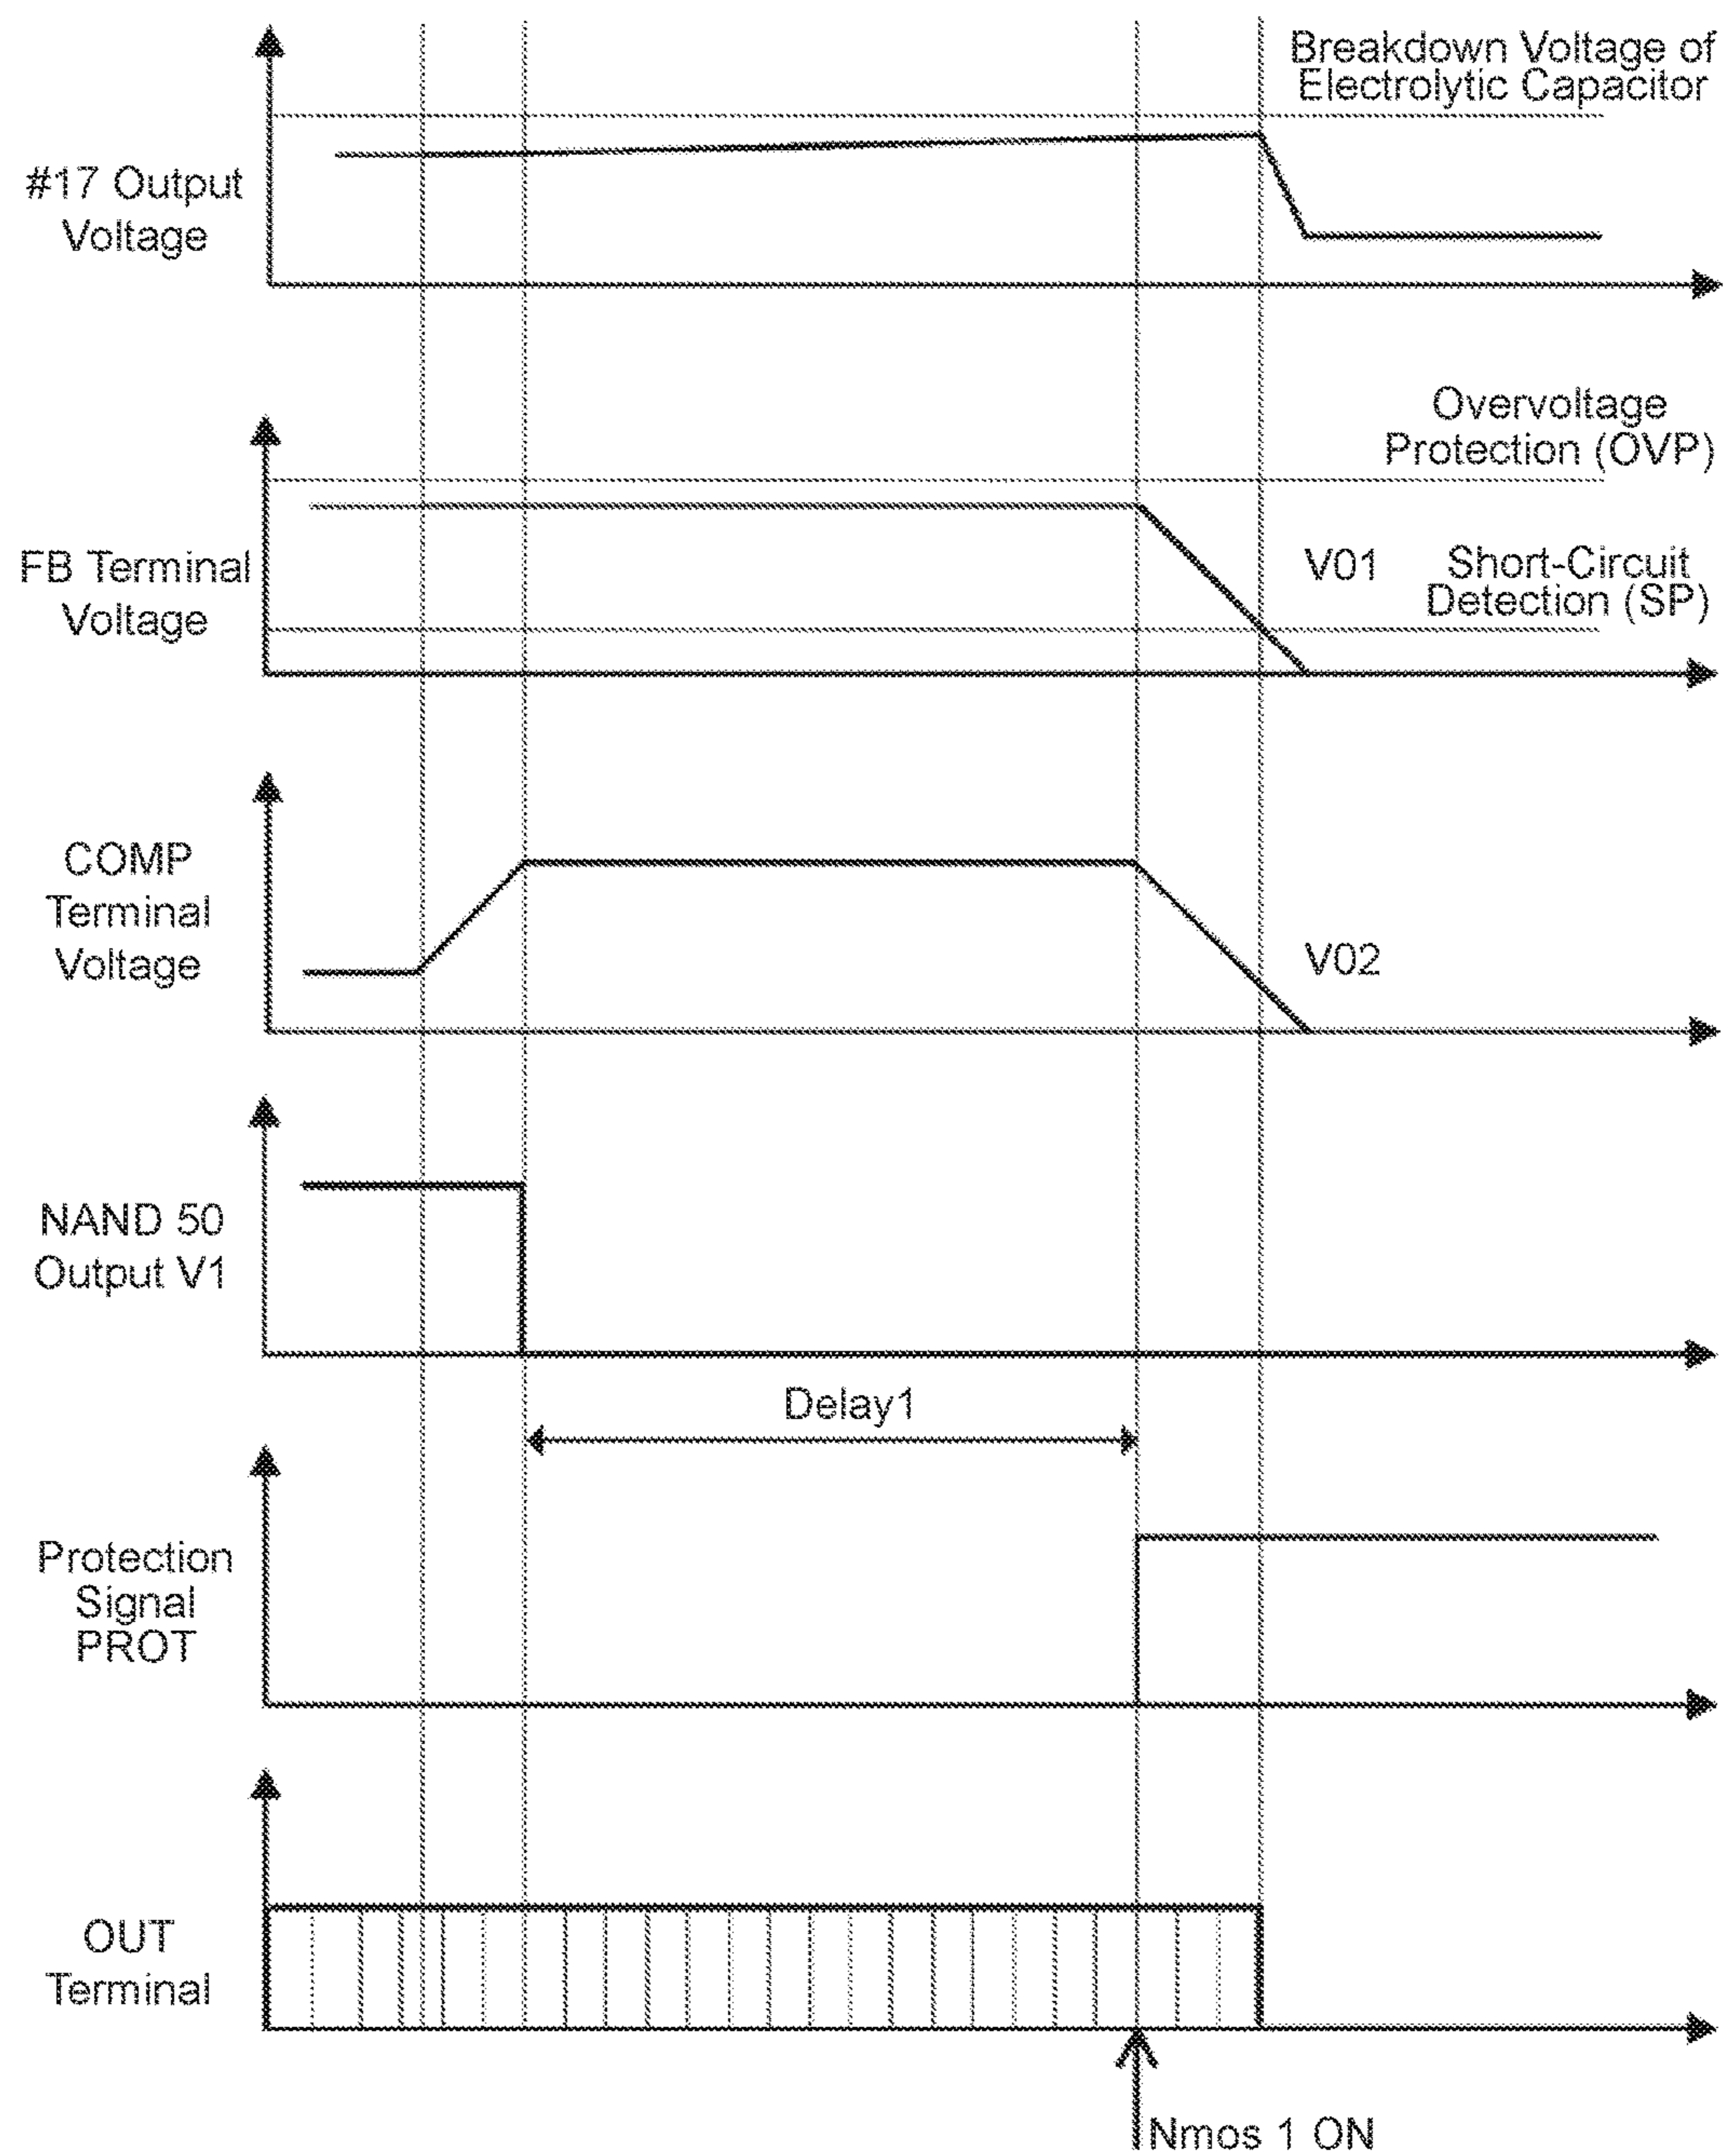 Breakdown Voltage of
Electrolytic Capacitor
#17 Output
Voltage
Overvoltage
Protection (OVP)
FB Terminal
Voltage
V01
Short-Circuit
Detection (SP)
COMP
Terminal
Voltage
V02
NAND 50
Output V1
Delay1
Protection
Signal
PROT
OUT
Terminal
Nmos 1 ON